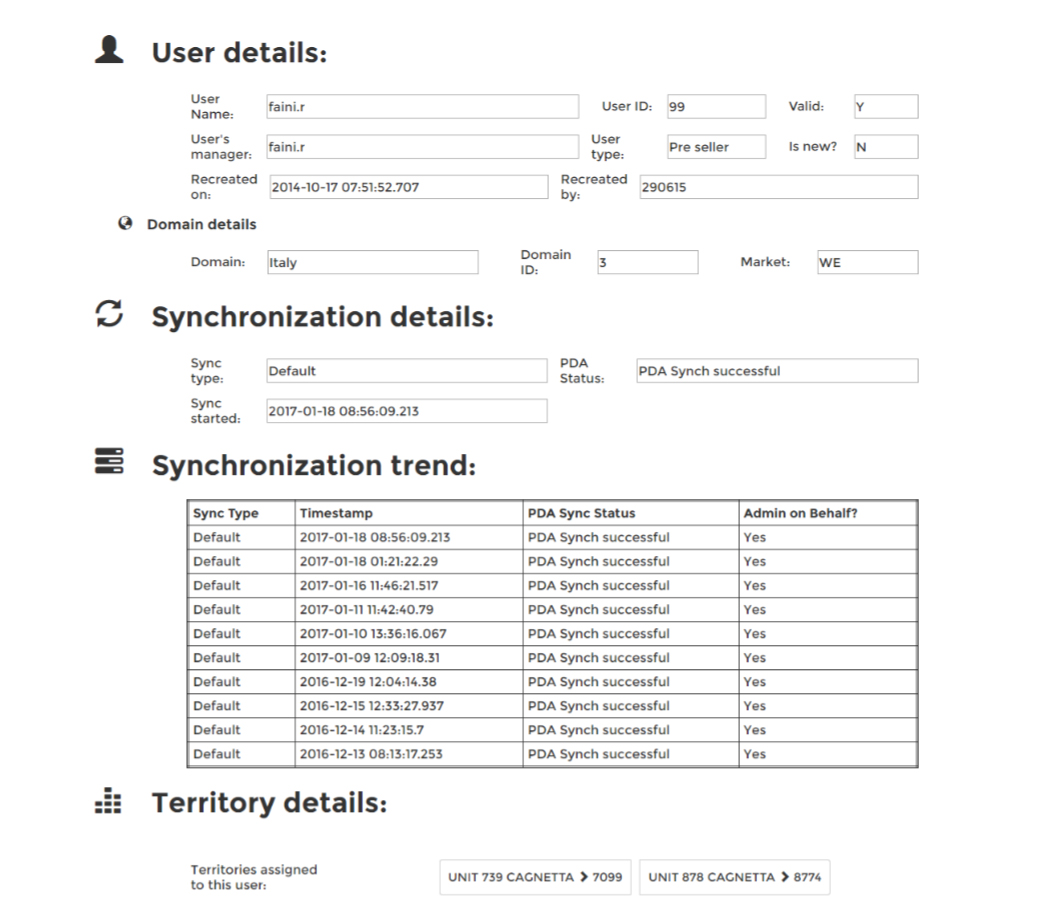 User details:
User Name: faini.r User ID: 99 Valid: Y
User's manager: faini.r User type: Pre seller Is new? N
Recreated on: 2014-10-17 07:51:52.707 Recreated by: 290615
Domain details
Domain: Italy Domain ID: 3 Market: WE
Synchronization details:
Sync type: Default PDA Status: PDA Synch successful
Sync started: 2017-01-18 08:56:09.213
Synchronization trend:
Sync Type Timestamp PDA Sync Status Admin on Behalf?
Default 2017-01-18 08:56:09.213 PDA Synch successful Yes
Default 2017-01-18 01:21:22.29 PDA Synch successful Yes
Default 2017-01-16 11:46:21.517 PDA Synch successful Yes
Default 2017-01-11 11:42:40.79 PDA Synch successful Yes
Default 2017-01-10 13:36:16.067 PDA Synch successful Yes
Default 2017-01-09 12:09:18.31 PDA Synch successful Yes
Default 2016-12-19 12:04:14.38 PDA Synch successful Yes
Default 2016-12-15 12:33:27.937 PDA Synch successful Yes
Default 2016-12-14 11:23:15.7 PDA Synch successful Yes
Default 2016-12-13 08:13:17.253 PDA Synch successful Yes
Territory details:
Territories assigned to this user: UNIT 739 CAGNETTA > 7099 UNIT 878 CAGNETTA > 8774